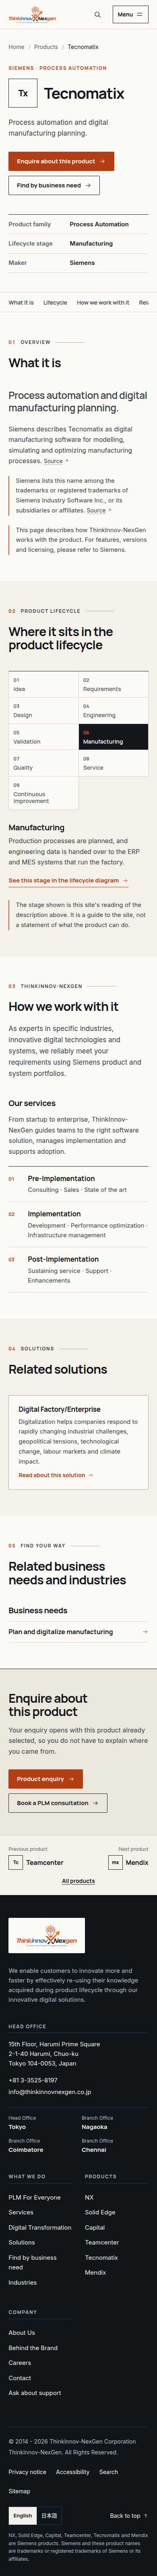 ThinkInnovNexgen
Menu
Home / Products / Tecnomatix
SIEMENS · PROCESS AUTOMATION
Tx
Tecnomatix
Process automation and digital
manufacturing planning.
Enquire about this product →
Find by business need →
Product family Process Automation
Lifecycle stage Manufacturing
Maker Siemens
What it is Lifecycle How we work with it Rela
01 OVERVIEW
What it is
Process automation and digital
manufacturing planning.
Siemens describes Tecnomatix as digital
manufacturing software for modelling,
simulating and optimizing manufacturing
processes. Source ↗
Siemens lists this name among the
trademarks or registered trademarks of
Siemens Industry Software Inc., or its
subsidiaries or affiliates. Source ↗
This page describes how ThinkInnov-NexGen
works with the product. For features, versions
and licensing, please refer to Siemens.
02 PRODUCT LIFECYCLE
Where it sits in the
product lifecycle
01
Idea
02
Requirements
03
Design
04
Engineering
05
Validation
06
Manufacturing
07
Quality
08
Service
09
Continuous
improvement
Manufacturing
Production processes are planned, and
engineering data is handed over to the ERP
and MES systems that run the factory.
See this stage in the lifecycle diagram →
The stage shown is this site's reading of the
description above. It is a guide to the site, not
a statement of what the product can do.
03 THINKINNOV-NEXGEN
How we work with it
As experts in specific industries,
innovative digital technologies and
systems, we reliably meet your
requirements using Siemens product and
system portfolios.
Our services
From startup to enterprise, ThinkInnov-
NexGen guides teams to the right software
solution, manages implementation and
supports adoption.
01 Pre-Implementation
Consulting · Sales · State of the art
02 Implementation
Development · Performance optimization ·
Infrastructure management
03 Post-Implementation
Sustaining service · Support ·
Enhancements
04 SOLUTIONS
Related solutions
Digital Factory/Enterprise
Digitalization helps companies respond to
rapidly changing industrial challenges,
geopolitical tensions, technological
change, labour markets and climate
impact.
Read about this solution →
05 FIND YOUR WAY
Related business
needs and industries
Business needs
Plan and digitalize manufacturing →
Enquire about
this product
Your enquiry opens with this product already
selected, so you do not have to explain where
you came from.
Product enquiry →
Book a PLM consultation →
Previous product
Tc Teamcenter
Next product
mx Mendix
All products
ThinkInnovNexgen
We enable customers to innovate more and
faster by effectively re-using their knowledge
acquired during product lifecycle through our
innovative digital solutions.
HEAD OFFICE
15th Floor, Harumi Prime Square
2-1-40 Harumi, Chuo-ku
Tokyo 104-0053, Japan
+81 3-3525-8197
info@thinkinnovnexgen.co.jp
Head Office
Tokyo
Branch Office
Nagaoka
Branch Office
Coimbatore
Branch Office
Chennai
WHAT WE DO
PLM For Everyone
Services
Digital Transformation
Solutions
Find by business
need
Industries
PRODUCTS
NX
Solid Edge
Capital
Teamcenter
Tecnomatix
Mendix
COMPANY
About Us
Behind the Brand
Careers
Contact
Ask about support
© 2014 - 2026 ThinkInnov-NexGen Corporation
ThinkInnov-NexGen. All Rights Reserved.
Privacy notice Accessibility Search
Sitemap
English 日本語 Back to top ↑
NX, Solid Edge, Capital, Teamcenter, Tecnomatix and Mendix
are Siemens products. Siemens and these product names
are trademarks or registered trademarks of Siemens or its
affiliates.